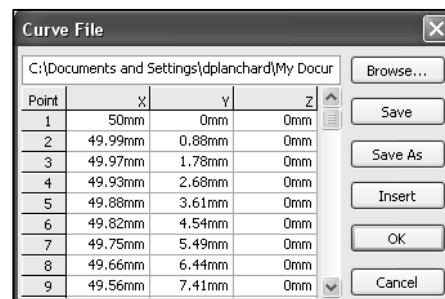 Curve File
C:\Documents and Settings\dplanchard\My Docur
Browse...
Point X Y Z
1 50mm 0mm 0mm
Save
2 49.99mm 0.88mm 0mm
3 49.97mm 1.78mm 0mm
Save As
4 49.93mm 2.68mm 0mm
5 49.88mm 3.61mm 0mm
Insert
6 49.82mm 4.54mm 0mm
7 49.75mm 5.49mm 0mm
OK
8 49.66mm 6.44mm 0mm
9 49.56mm 7.41mm 0mm
Cancel